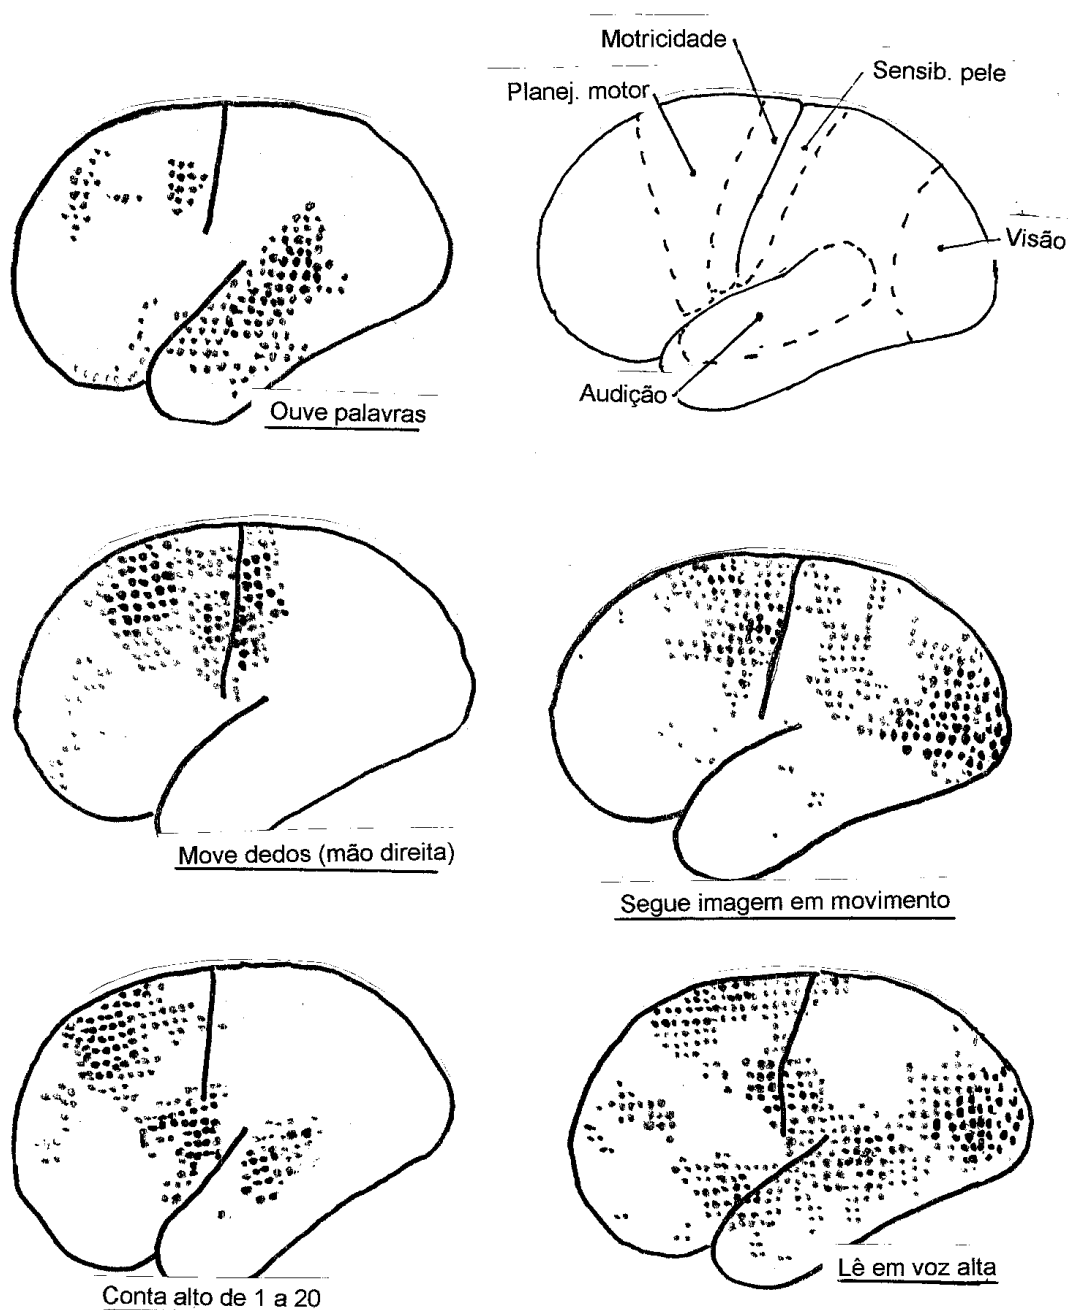 Motricidade
Sensib. pele
Planej. motor
Visão
Audição
Ouve palavras
Move dedos (mão direita)
Segue imagem em movimento
Conta alto de 1 a 20
Lê em voz alta